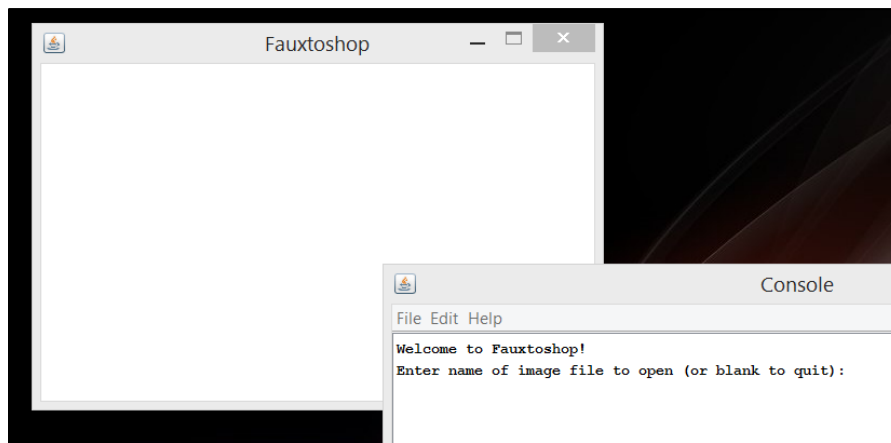 Fauxtoshop
Console
File Edit Help
Welcome to Fauxtoshop!
Enter name of image file to open (or blank to quit):